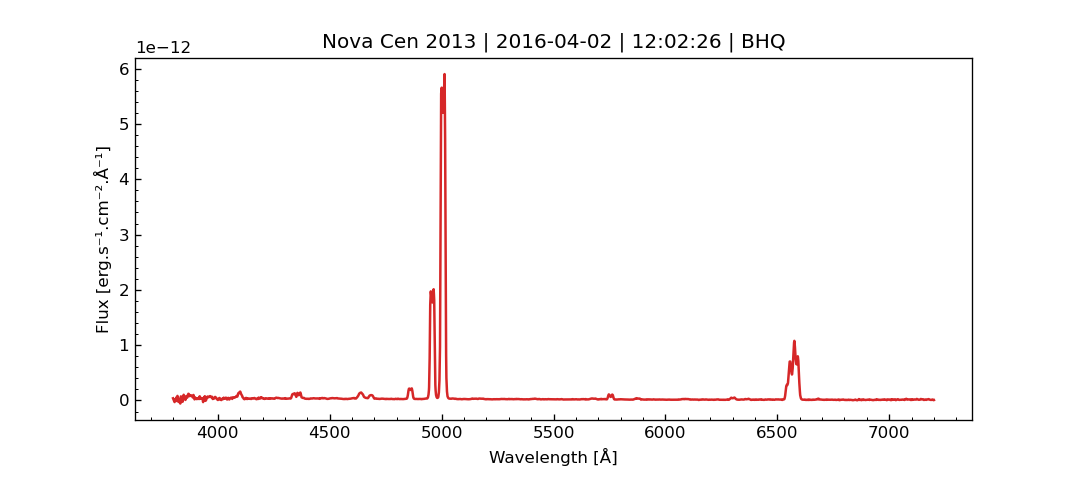 Nova Cen 2013 | 2016-04-02 | 12:02:26 | BHQ
1e−12
6
5
4
3
2
1
0
Flux [erg.s⁻¹.cm⁻².Å⁻¹]
4000 4500 5000 5500 6000 6500 7000
Wavelength [Å]